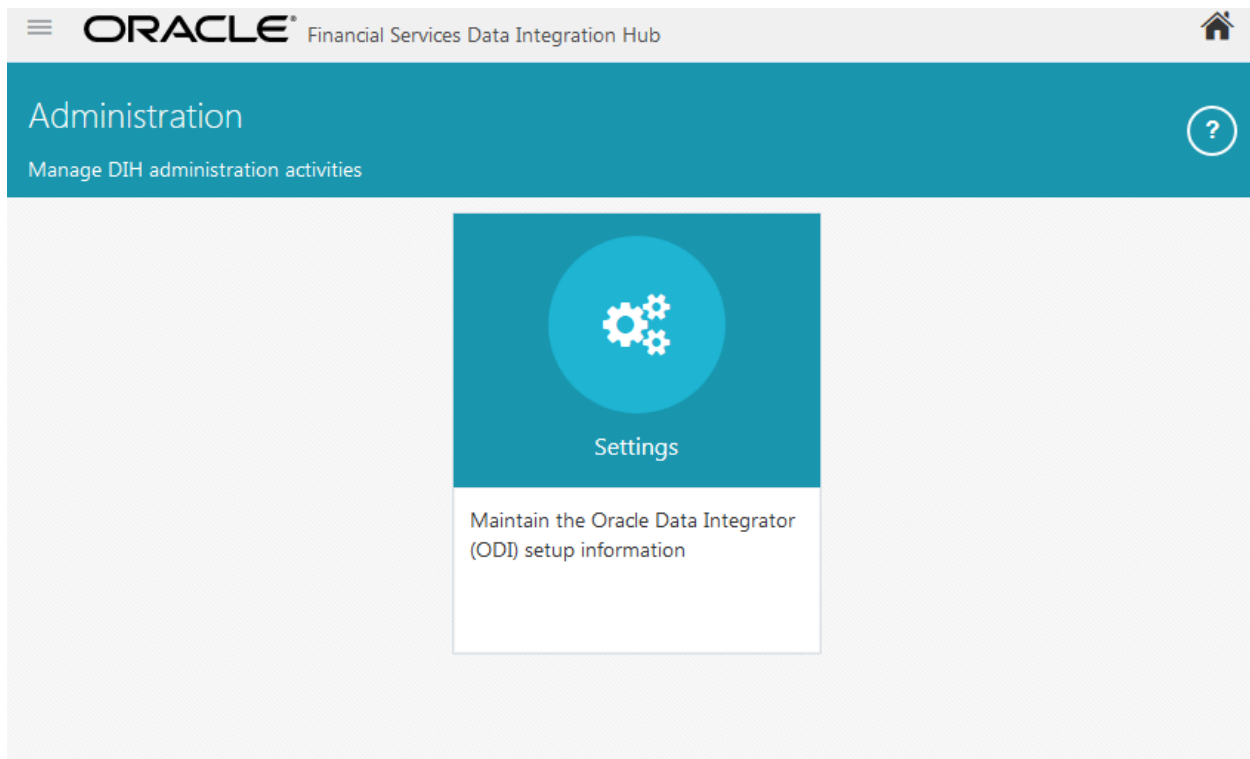 ORACLE® Financial Services Data Integration Hub
Administration
?
Manage DIH administration activities
Settings
Maintain the Oracle Data Integrator
(ODI) setup information